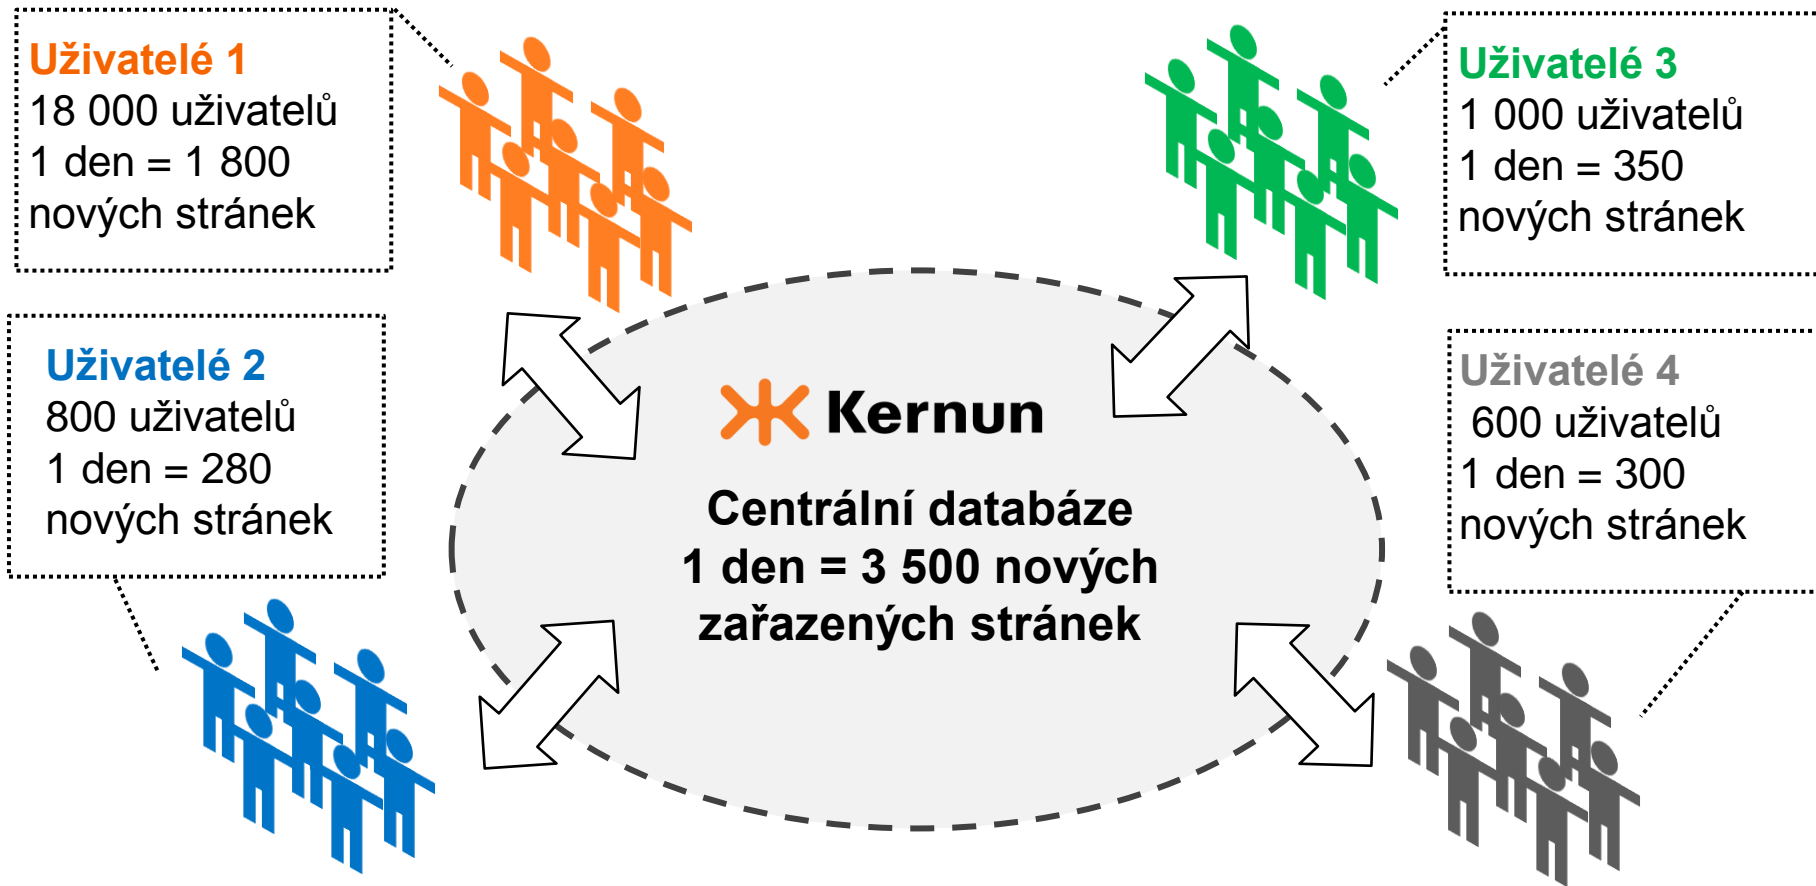 Uživatelé 1
18 000 uživatelů
1 den = 1 800
nových stránek
Uživatelé 2
800 uživatelů
1 den = 280
nových stránek
Kernun
Centrální databáze
1 den = 3 500 nových
zařazených stránek
Uživatelé 3
1 000 uživatelů
1 den = 350
nových stránek
Uživatelé 4
600 uživatelů
1 den = 300
nových stránek